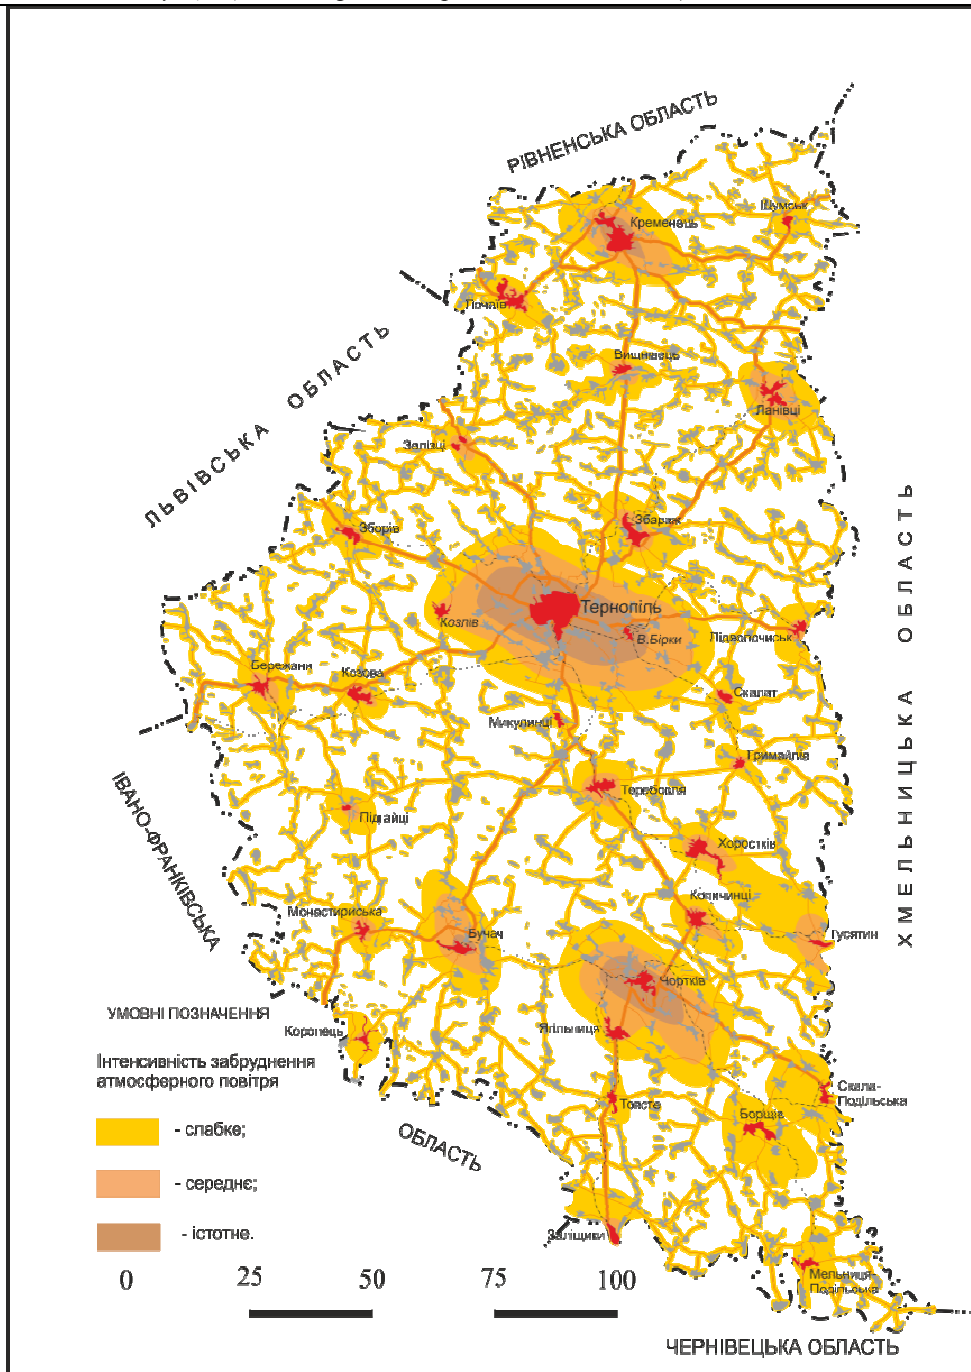 РІВНЕНСЬКА ОБЛАСТЬ
Шумськ
Кременець
Почаїв
ЛЬВІВСЬКА ОБЛАСТЬ
Вишнівець
Ланівці
Залізці
Зборів
Збараж
ХМЕЛЬНИЦЬКА ОБЛАСТЬ
Тернопіль
Козлів
В.Бірки
Підволочиськ
Бережани
Козова
Скалат
Микулинці
Гримайлів
Теребовля
ІВАНО-ФРАНКІВСЬКА
Підгайці
Хоростків
Копичинці
Монастириська
Бучач
Гусятин
Чортків
УМОВНІ ПОЗНАЧЕННЯ
Коропець
Ягільниця
Інтенсивність забруднення
атмосферного повітря
Скала-
Подільська
Товсте
Борщів
- слабке;
ОБЛАСТЬ
- середнє;
- істотне.
Заліщики
Мельниця-
Подільська
0 25 50 75 100
ЧЕРНІВЕЦЬКА ОБЛАСТЬ